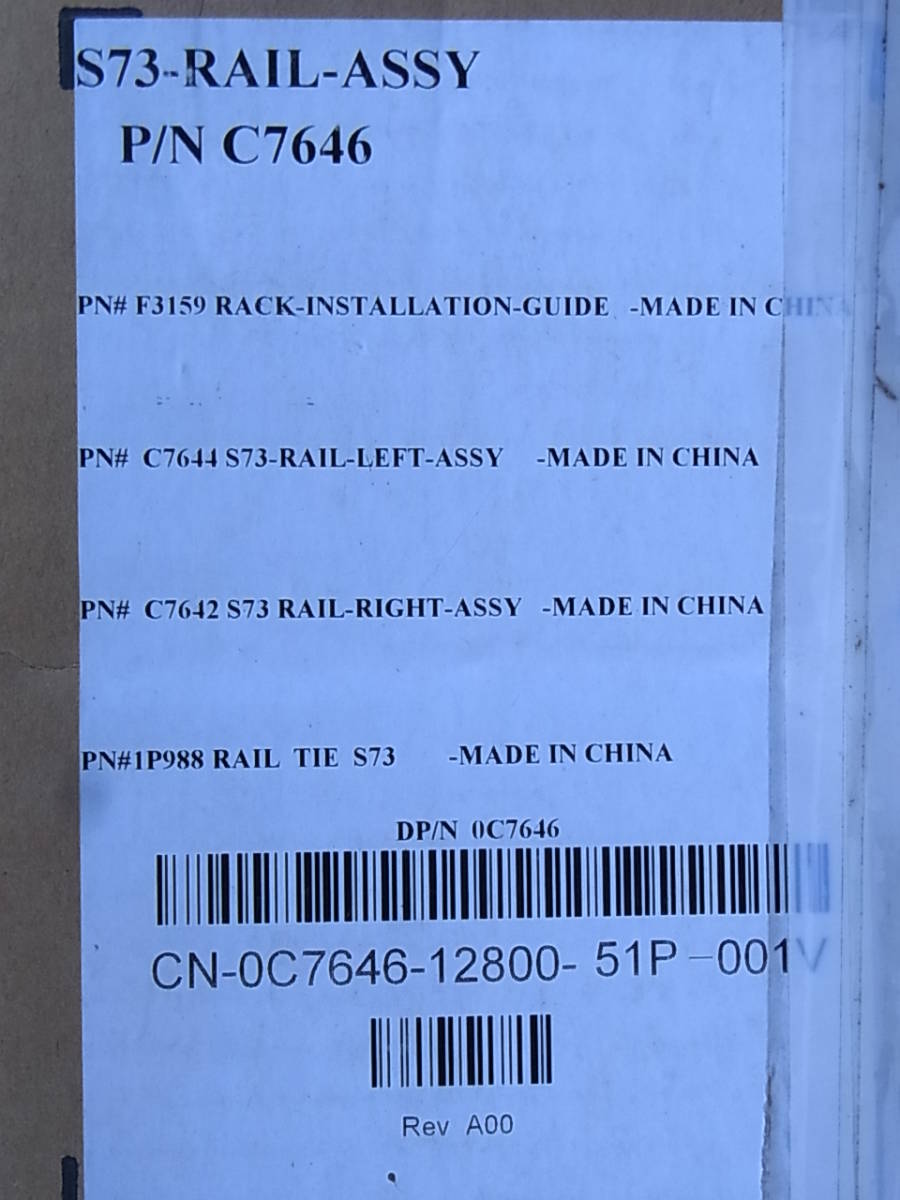 S73-RAIL-ASSY
P/N C7646
PN# F3159 RACK-INSTALLATION-GUIDE -MADE IN CHINA
PN# C7644 S73-RAIL-LEFT-ASSY -MADE IN CHINA
PN# C7642 S73 RAIL-RIGHT-ASSY -MADE IN CHINA
PN#1P988 RAIL TIE S73 -MADE IN CHINA
DP/N 0C7646
CN-0C7646-12800- 51P -001V
Rev A00